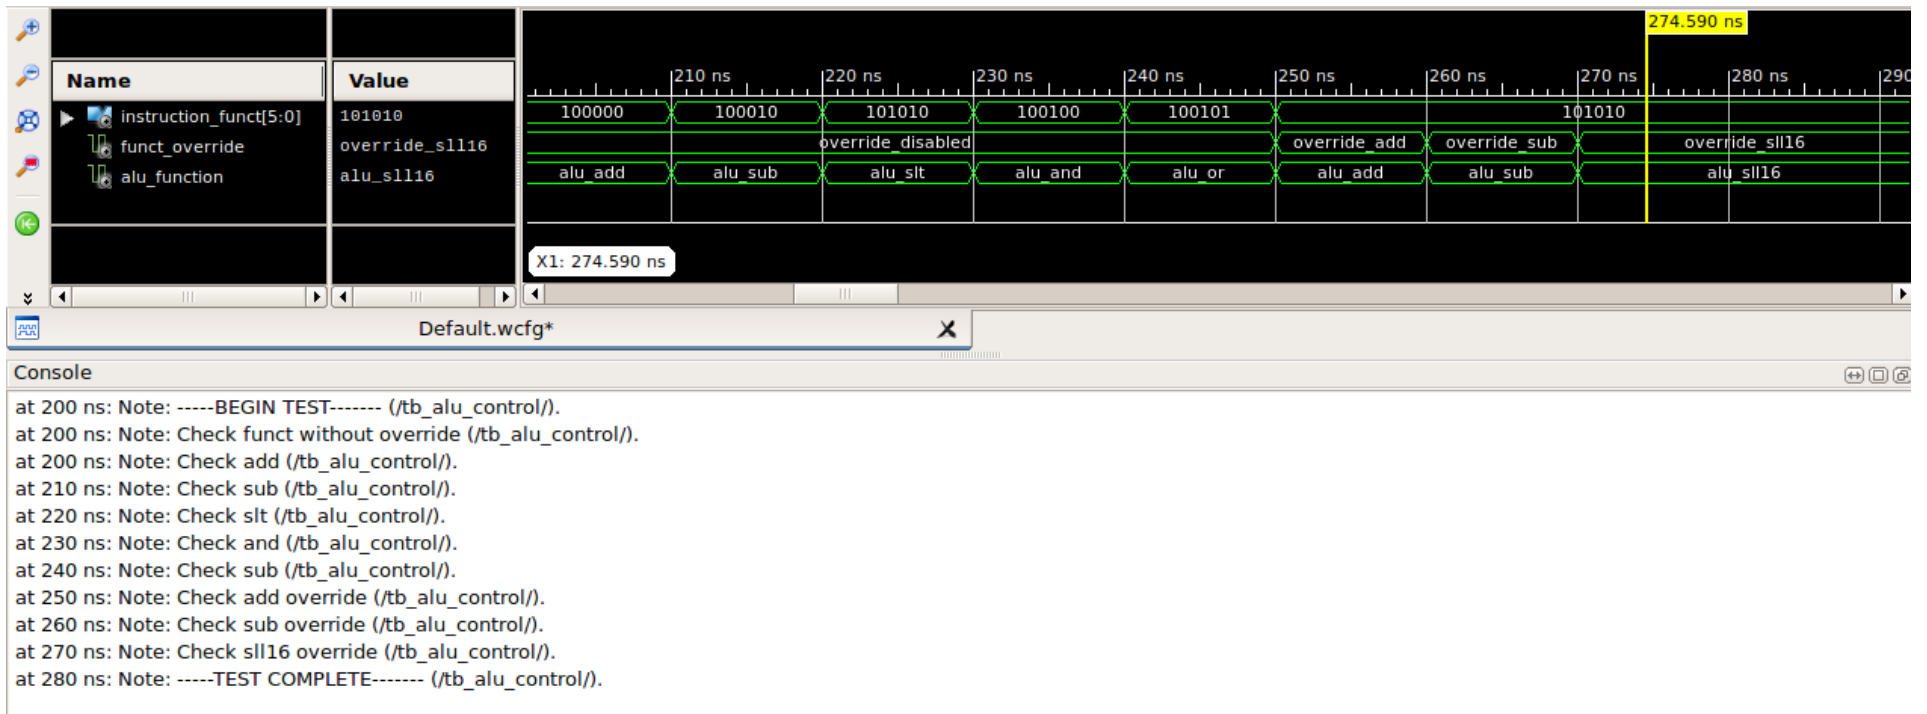 274.590 ns
Name Value
210 ns 220 ns 230 ns 240 ns 250 ns 260 ns 270 ns 280 ns 290
instruction_funct[5:0] 101010 100000 100010 101010 100100 100101 101010
funct_override override_sll16 override_disabled override_add override_sub override_sll16
alu_function alu_sll16 alu_add alu_sub alu_slt alu_and alu_or alu_add alu_sub alu_sll16
X1: 274.590 ns
Default.wcfg*
Console
at 200 ns: Note: -----BEGIN TEST------- (/tb_alu_control/).
at 200 ns: Note: Check funct without override (/tb_alu_control/).
at 200 ns: Note: Check add (/tb_alu_control/).
at 210 ns: Note: Check sub (/tb_alu_control/).
at 220 ns: Note: Check slt (/tb_alu_control/).
at 230 ns: Note: Check and (/tb_alu_control/).
at 240 ns: Note: Check sub (/tb_alu_control/).
at 250 ns: Note: Check add override (/tb_alu_control/).
at 260 ns: Note: Check sub override (/tb_alu_control/).
at 270 ns: Note: Check sll16 override (/tb_alu_control/).
at 280 ns: Note: -----TEST COMPLETE------- (/tb_alu_control/).